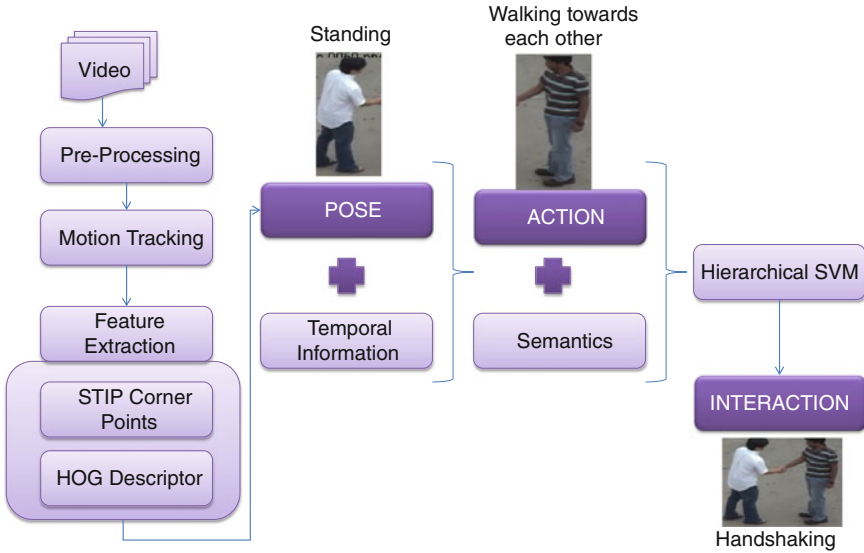 Video
Pre-Processing
Motion Tracking
Feature
Extraction
STIP Corner
Points
HOG Descriptor
Standing
POSE
Temporal
Information
Walking towards
each other
ACTION
Semantics
Hierarchical SVM
INTERACTION
Handshaking